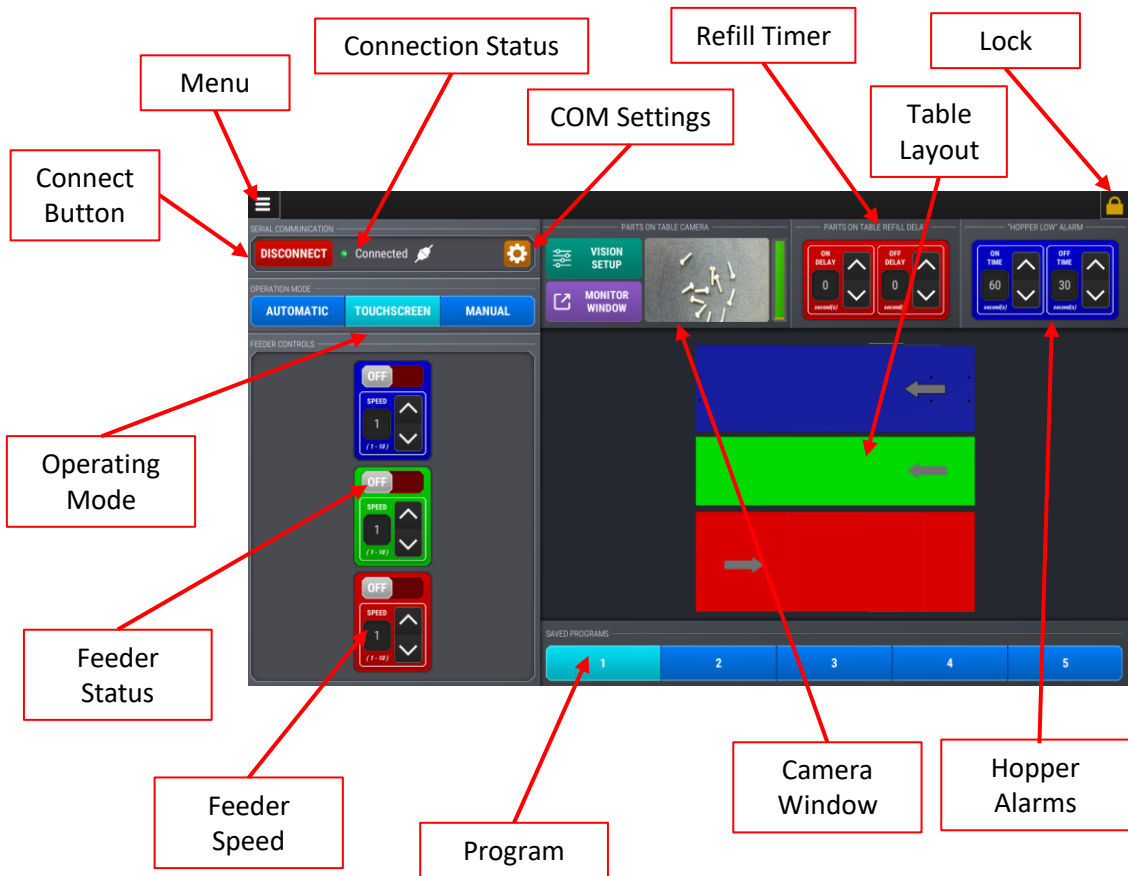 Connection Status
Refill Timer
Lock
Menu
COM Settings
Table
Layout
Connect
Button
SERIAL COMMUNICATION
DISCONNECT
Connected
PARTS ON TABLE CAMERA
VISION
SETUP
MONITOR
WINDOW
PARTS ON TABLE REFILL DELAY
ON
DELAY
0
second(s)
OFF
DELAY
0
second(s)
"HOPPER LOW" ALARM
ON
TIME
60
second(s)
OFF
TIME
30
second(s)
OPERATION MODE
AUTOMATIC
TOUCHSCREEN
MANUAL
FEEDER CONTROLS
OFF
SPEED
1
(1 - 10)
OFF
SPEED
1
(1 - 10)
OFF
SPEED
1
(1 - 10)
Operating
Mode
Feeder
Status
SAVED PROGRAMS
1
2
3
4
5
Feeder
Speed
Program
Camera
Window
Hopper
Alarms